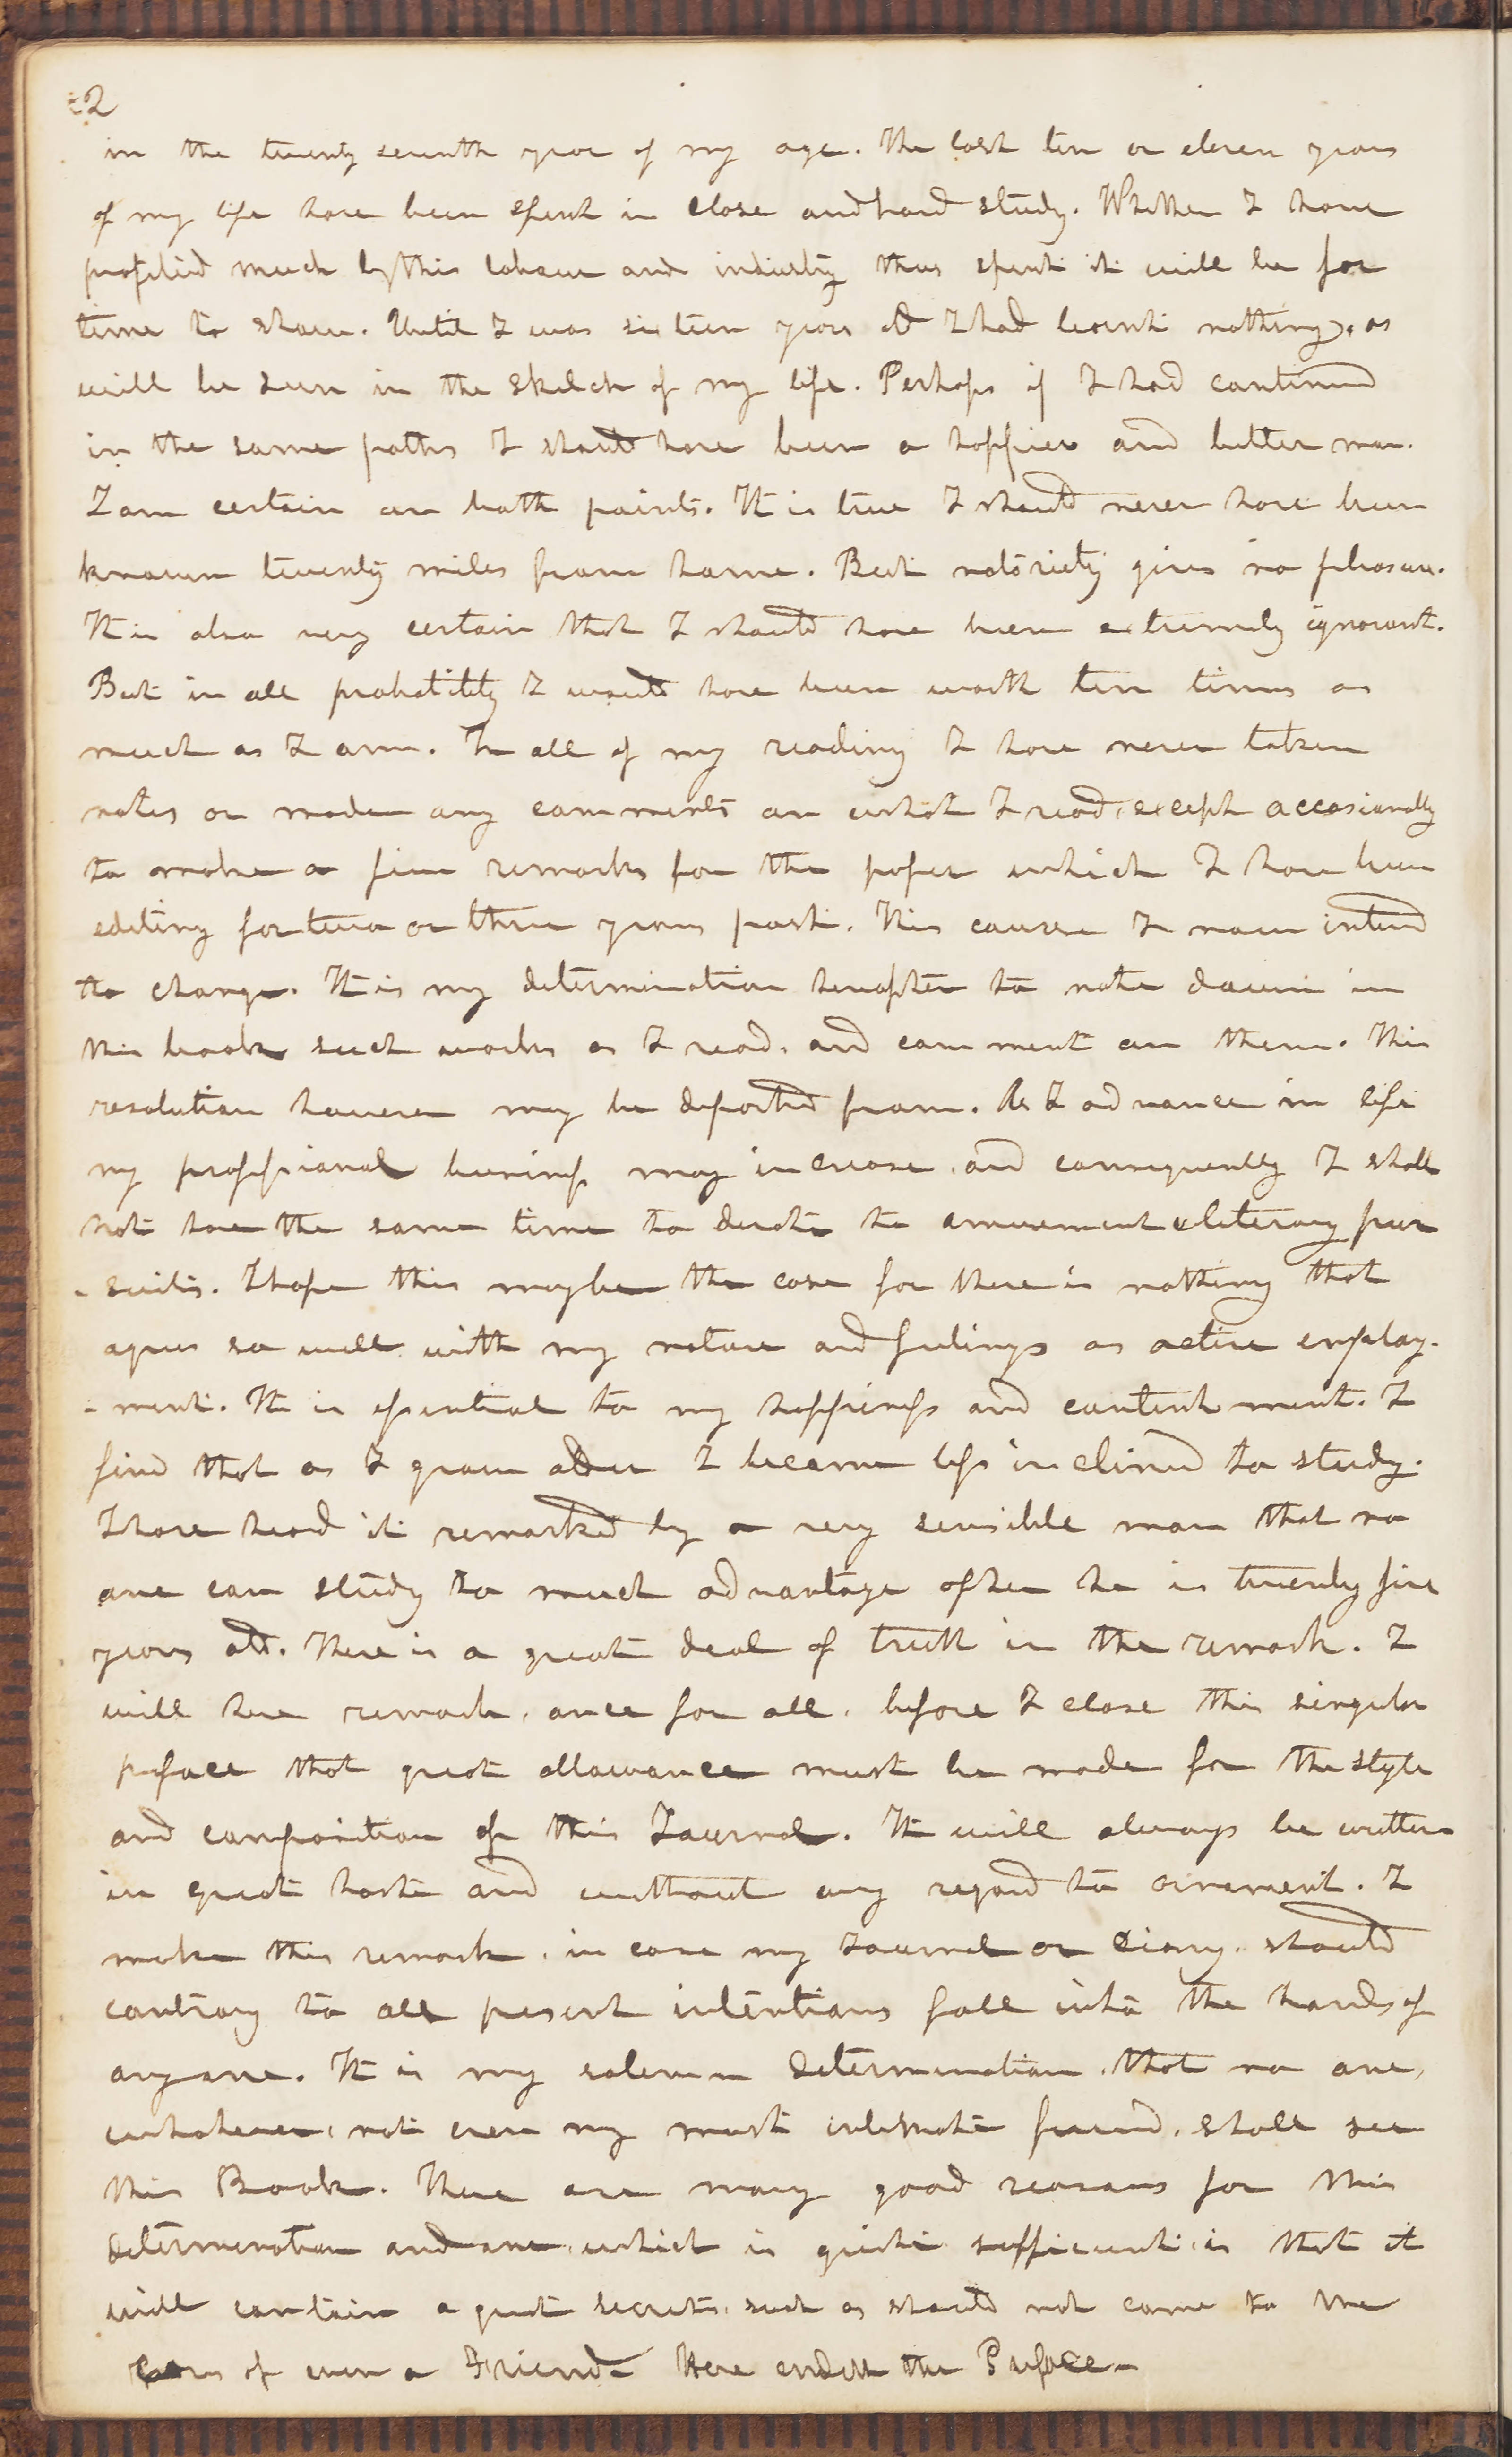 2
in the twenty seventh year of my age. The last ten or eleven years
of my life have been spent in close and hard study. Whether I have
profited much by this labour and industry thus spent it will be for
time to show. Until I was sixteen years old I had learnt nothing, as
will be seen in the sketch of my life. Perhaps if I had continued
in the same paths I should have been a happier and better man.
I am certain on both points. It is true I should never have been
known twenty miles from home. But notoriety gives no pleasure.
It is also very certain that I should have been extremely ignorant.
But in all probability I would have been worth ten times as
much as I am. In all of my reading I have never taken
notes or made any comments on what I read, except occasionally
to make a few remarks for the paper which I have been
editing for two or three years past. This course I now intend
to change. It is my determination hereafter to note down in
this book such works as I read, and comment on them. This
resolution however may be departed from. As I advance in life
my professional business may increase, and consequently I shall
not have the same time to devote to amusement & literary pur
- suits. I hope this may be the case for there is nothing that
agrees so well with my nature and feelings as active employ-
- ment. It is essential to my happiness and contentment. I
find that as I grow older I become less inclined to study.
I have heard it remarked by a very sensible man that no
one can study to much advantage after he is twenty five
years old. There is a great deal of truth in the remark. I
will here remark, once for all, before I close this singular
preface that great allowance must be made for the style
and composition of this Journal. It will always be written
in great haste and without any regard to ornament. I
make this remark, in case my Journal or Diary, should
contrary to all present intentions fall into the hands of
anyone. It is my solemn determination, that no one,
whatever, not even my most intimate friend, shall see
this Book. There are many good reasons for this
determination and one, which is quite sufficient, is that it
will contain a great secrets, such as should not come to the
ears of even a Friend- Here endeth the Preface-